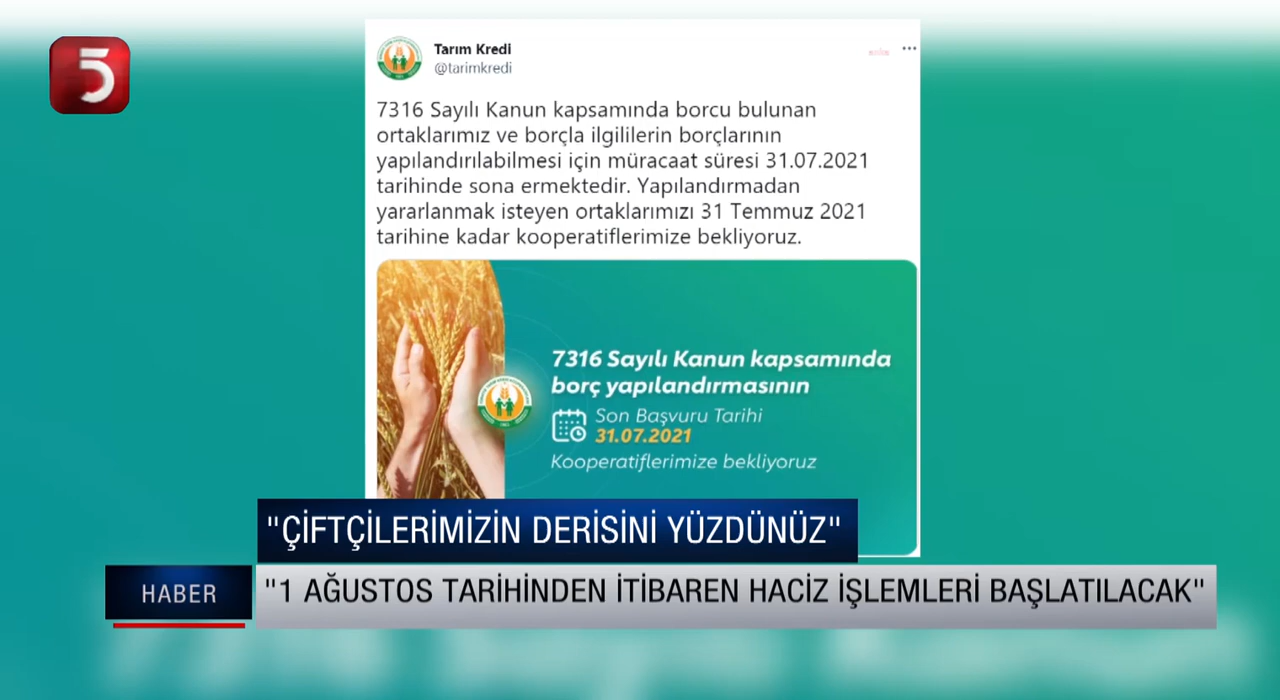 5
Tarım Kredi
@tarimkredi
7316 Sayılı Kanun kapsamında borcu bulunan
ortaklarımız ve borçla ilgililerin borçlarının
yapılandırılabilmesi için müracaat süresi 31.07.2021
tarihinde sona ermektedir. Yapılandırmadan
yararlanmak isteyen ortaklarımızı 31 Temmuz 2021
tarihine kadar kooperatiflerimize bekliyoruz.
7316 Sayılı Kanun kapsamında
borç yapılandırmasının
Son Başvuru Tarihi
31.07.2021
Kooperatiflerimize bekliyoruz
"ÇİFTÇİLERİMİZİN DERİSİNİ YÜZDÜNÜZ"
HABER
"1 AĞUSTOS TARİHİNDEN İTİBAREN HACİZ İŞLEMLERİ BAŞLATILACAK"